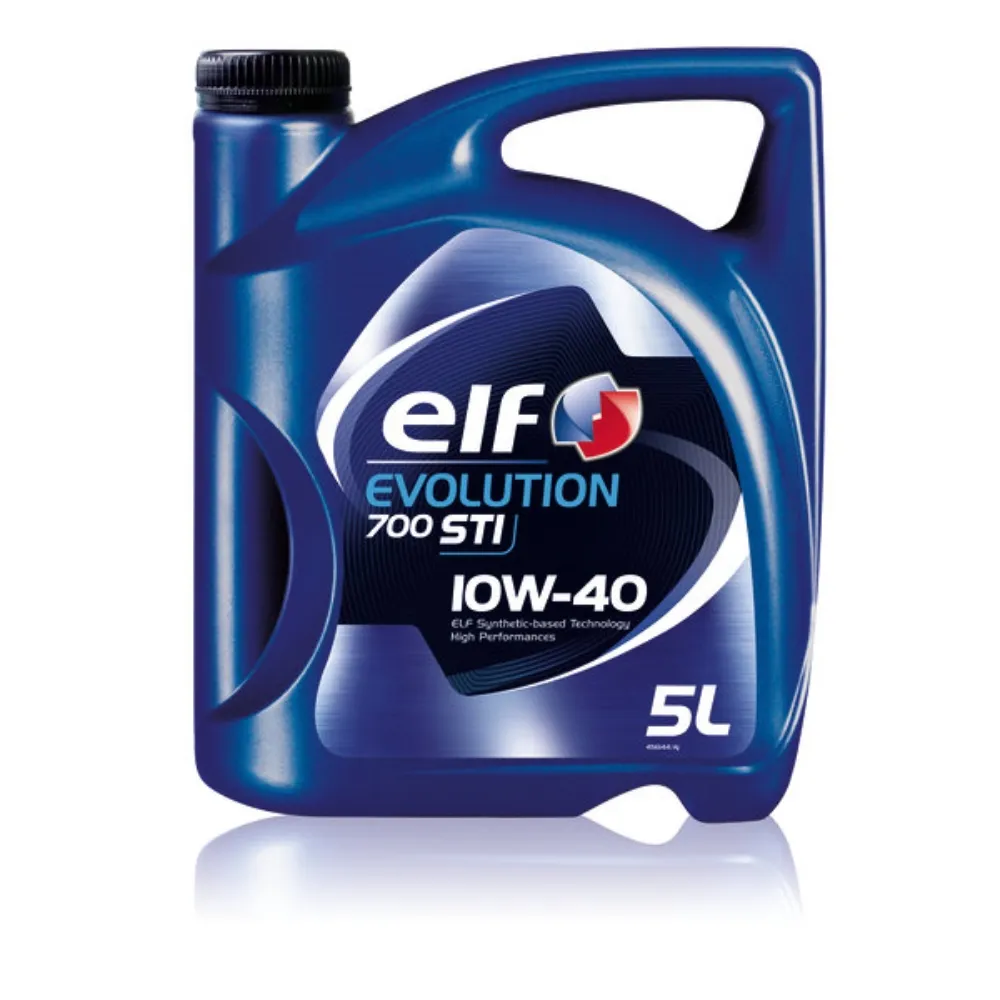 elf
EVOLUTION
700 STI
10W-40
ELF Synthetic-based Technology
High Performances
5L